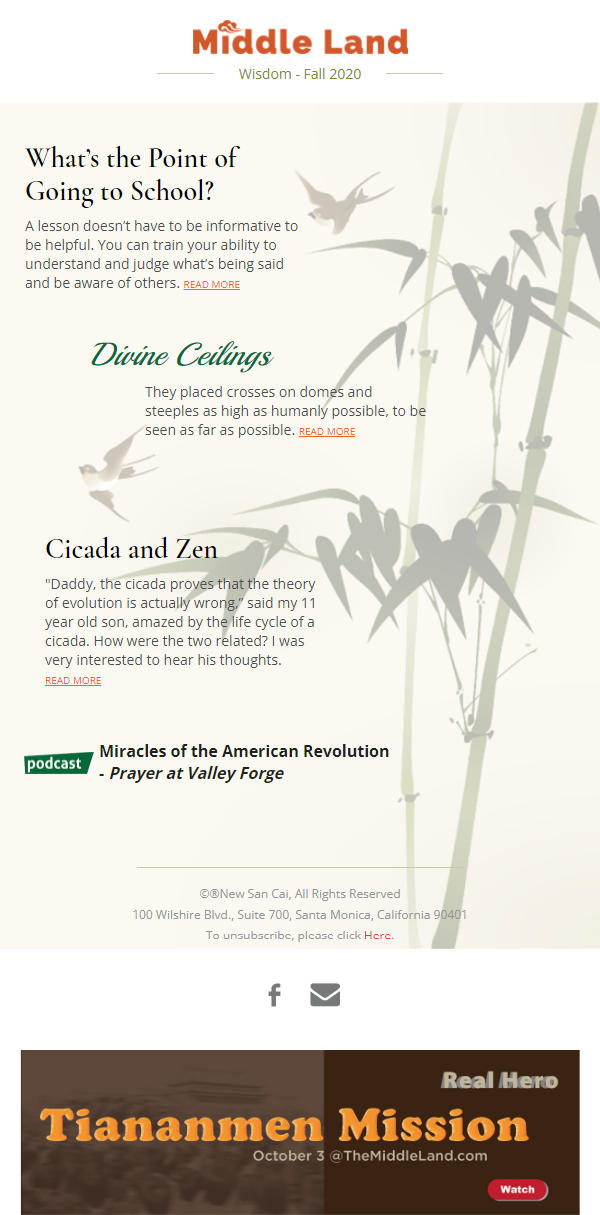 Middle Land
Wisdom - Fall 2020
What’s the Point of
Going to School?
A lesson doesn’t have to be informative to
be helpful. You can train your ability to
understand and judge what’s being said
and be aware of others. READ MORE
Divine Ceilings
They placed crosses on domes and
steeples as high as humanly possible, to be
seen as far as possible. READ MORE
Cicada and Zen
"Daddy, the cicada proves that the theory
of evolution is actually wrong,” said my 11
year old son, amazed by the life cycle of a
cicada. How were the two related? I was
very interested to hear his thoughts.
READ MORE
podcast
Miracles of the American Revolution
- Prayer at Valley Forge
©®New San Cai, All Rights Reserved
100 Wilshire Blvd., Suite 700, Santa Monica, California 90401
To unsubscribe, please click Here.
Real Hero
Tiananmen Mission
October 3 @TheMiddleLand.com
Watch